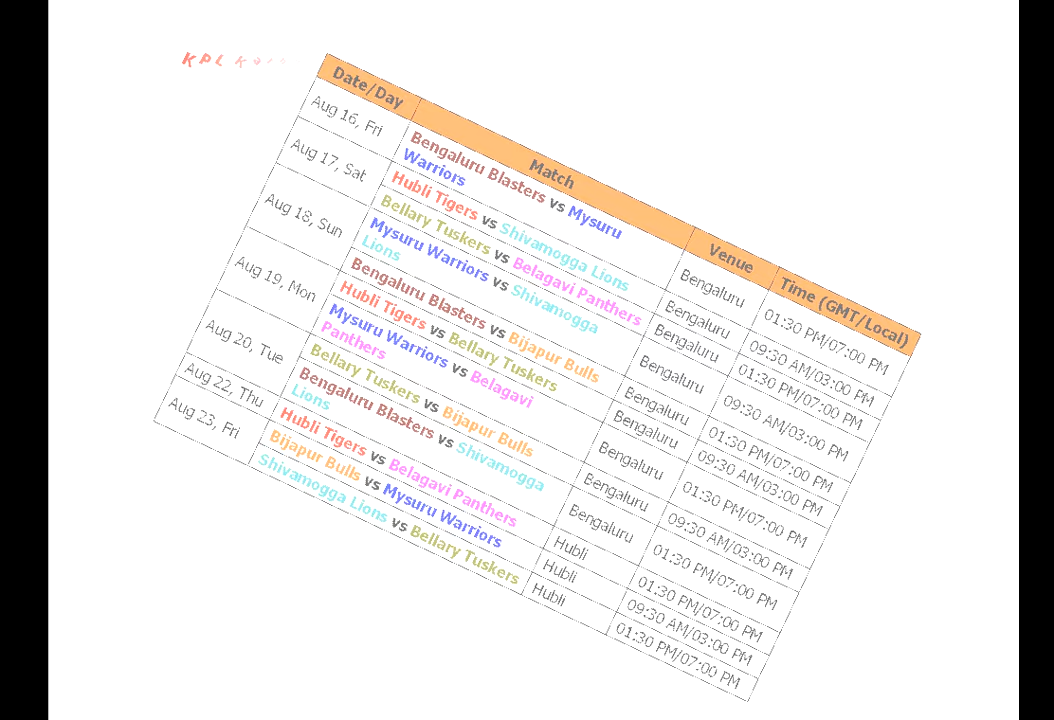 KPL
Date/Day Match Venue Time (GMT/Local)
Aug 16, Fri Bengaluru Blasters vs Mysuru
Warriors Bengaluru 01:30 PM/07:00 PM
Aug 17, Sat Hubli Tigers vs Shivamogga Lions Bengaluru 09:30 AM/03:00 PM
Bellary Tuskers vs Belagavi Panthers Bengaluru 01:30 PM/07:00 PM
Aug 18, Sun Mysuru Warriors vs Shivamogga
Lions Bengaluru 09:30 AM/03:00 PM
Bengaluru Blasters vs Bijapur Bulls Bengaluru 01:30 PM/07:00 PM
Aug 19, Mon Hubli Tigers vs Bellary Tuskers Bengaluru 09:30 AM/03:00 PM
Mysuru Warriors vs Belagavi
Panthers Bengaluru 01:30 PM/07:00 PM
Aug 20, Tue Bellary Tuskers vs Bijapur Bulls Bengaluru 09:30 AM/03:00 PM
Bengaluru Blasters vs Shivamogga
Lions Bengaluru 01:30 PM/07:00 PM
Aug 22, Thu Hubli Tigers vs Belagavi Panthers Hubli 01:30 PM/07:00 PM
Aug 23, Fri Bijapur Bulls vs Mysuru Warriors Hubli 09:30 AM/03:00 PM
Shivamogga Lions vs Bellary Tuskers Hubli 01:30 PM/07:00 PM